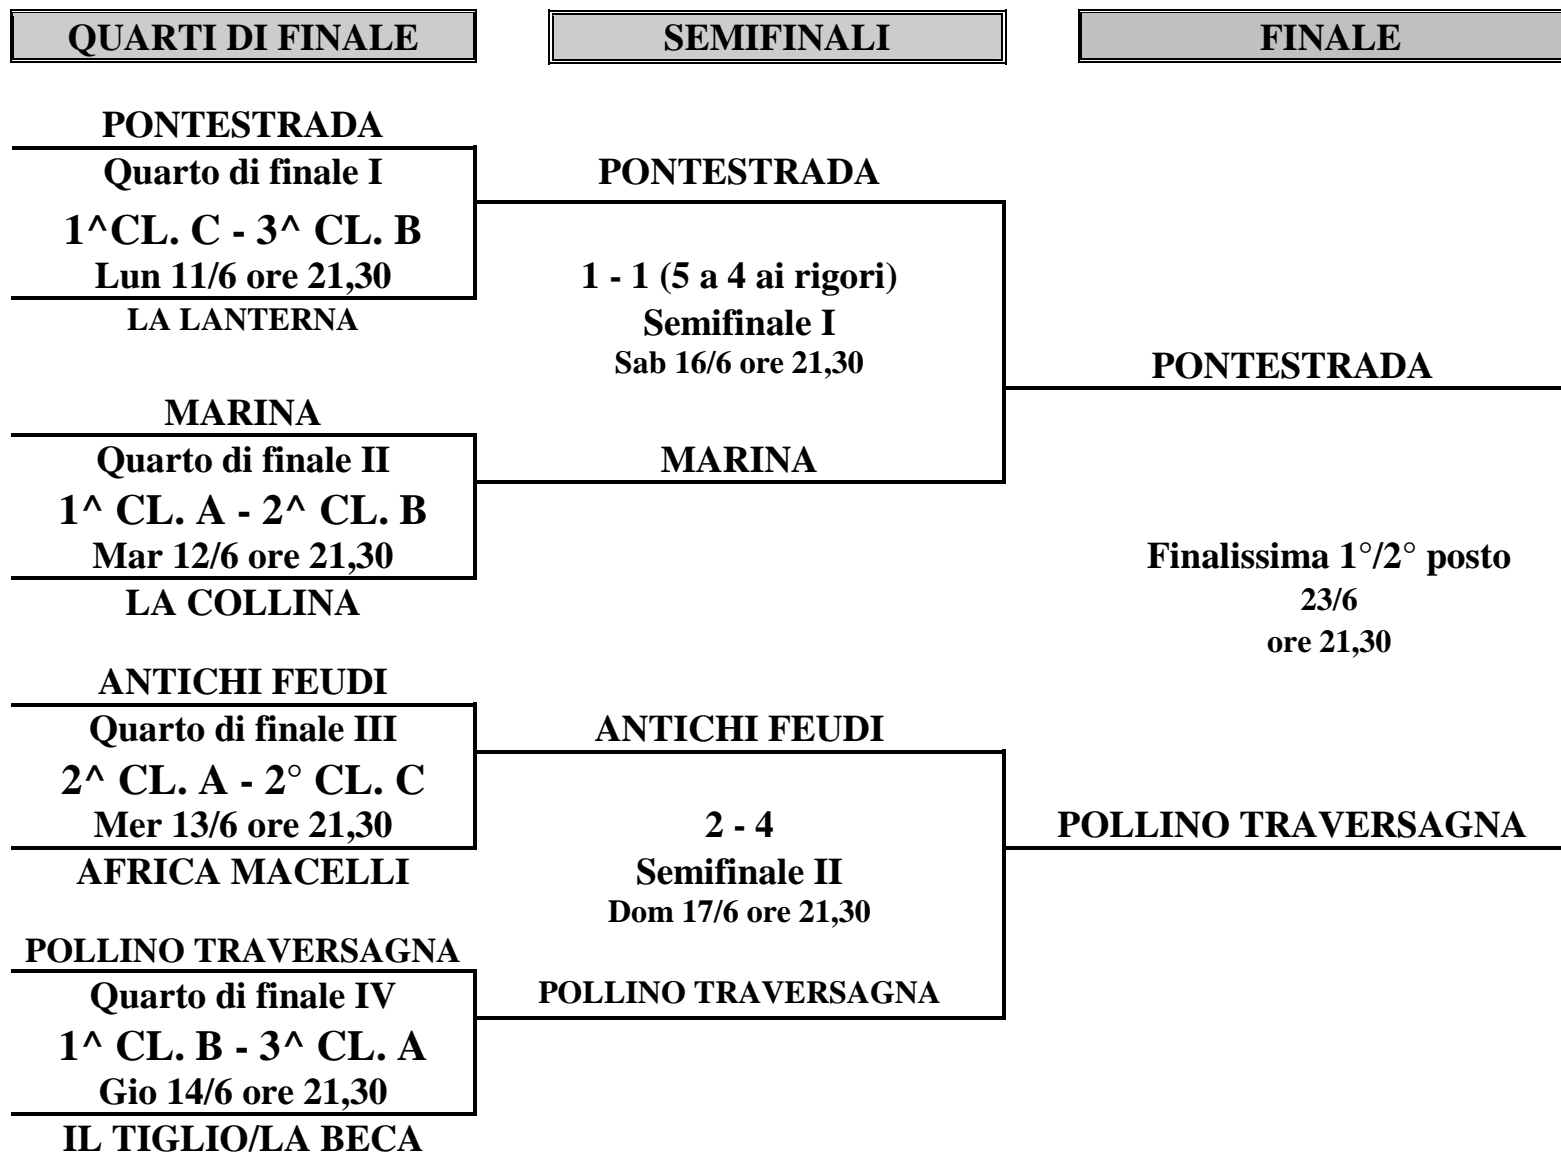 QUARTI DI FINALE
SEMIFINALI
FINALE
PONTESTRADA
Quarto di finale I
1^CL. C - 3^ CL. B
Lun 11/6 ore 21,30
LA LANTERNA
MARINA
Quarto di finale II
1^ CL. A - 2^ CL. B
Mar 12/6 ore 21,30
LA COLLINA
ANTICHI FEUDI
Quarto di finale III
2^ CL. A - 2° CL. C
Mer 13/6 ore 21,30
AFRICA MACELLI
POLLINO TRAVERSAGNA
Quarto di finale IV
1^ CL. B - 3^ CL. A
Gio 14/6 ore 21,30
IL TIGLIO/LA BECA
PONTESTRADA
1 - 1 (5 a 4 ai rigori)
Semifinale I
Sab 16/6 ore 21,30
MARINA
ANTICHI FEUDI
2 - 4
Semifinale II
Dom 17/6 ore 21,30
POLLINO TRAVERSAGNA
PONTESTRADA
Finalissima 1°/2° posto
23/6
ore 21,30
POLLINO TRAVERSAGNA